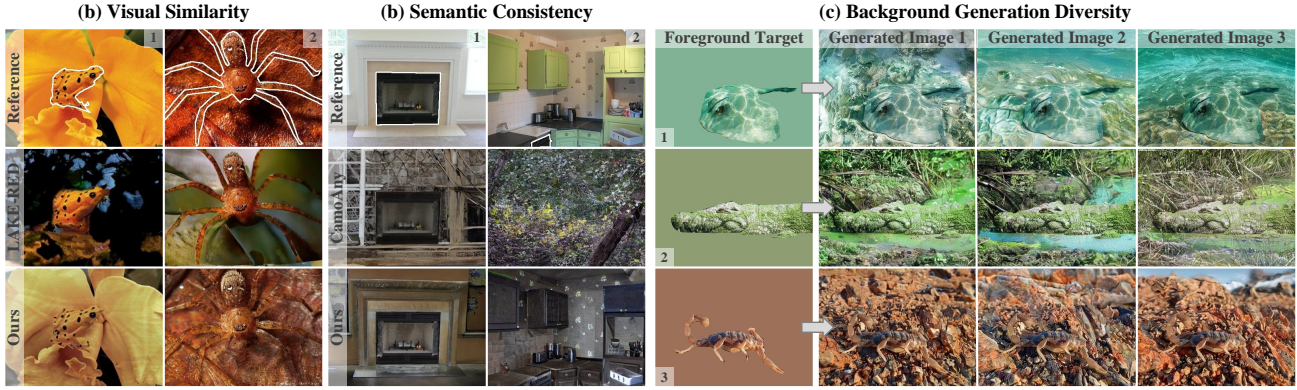 (b) Visual Similarity
Reference
1
2
LAKE-RED
Ours
(b) Semantic Consistency
Reference
1
2
CamoAny
Ours
(c) Background Generation Diversity
Foreground Target
Generated Image 1
Generated Image 2
Generated Image 3
1
2
3